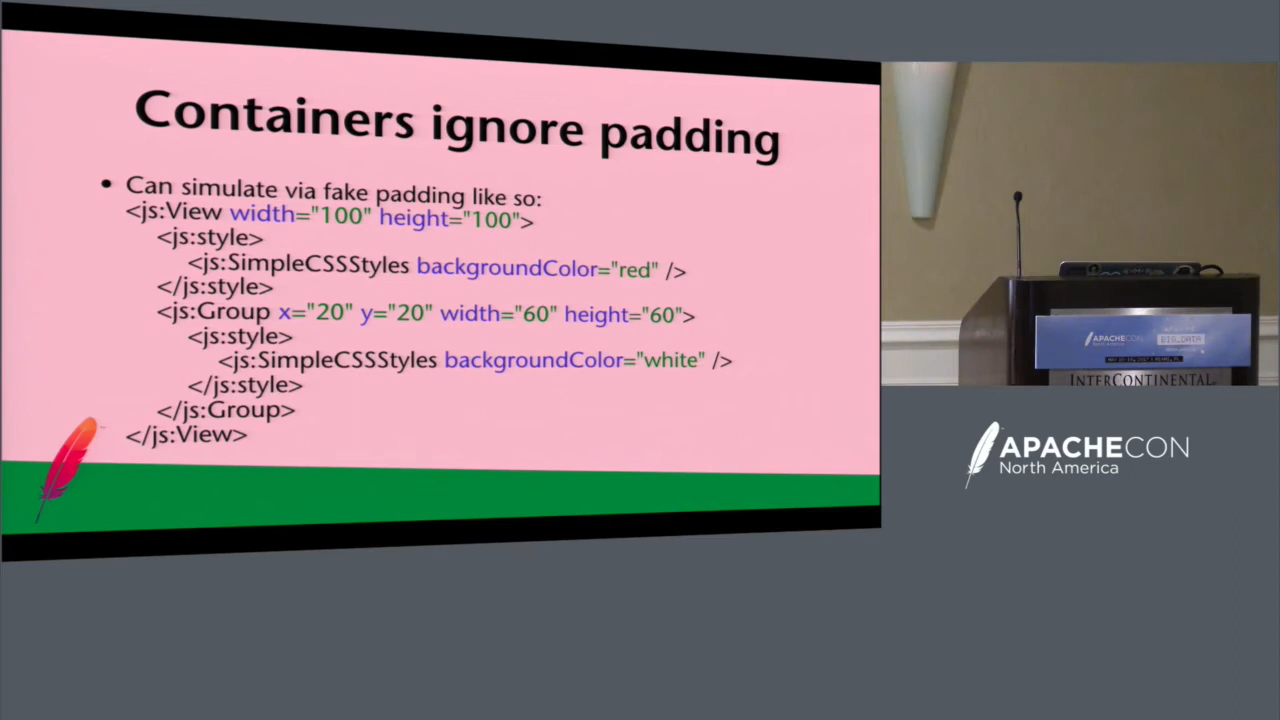 Containers ignore padding
• Can simulate via fake padding like so:
<js:View width="100" height="100">
<js:style>
<js:SimpleCSSStyles backgroundColor="red" />
</js:style>
<js:Group x="20" y="20" width="60" height="60">
<js:style>
<js:SimpleCSSStyles backgroundColor="white" />
</js:style>
</js:Group>
</js:View>
APACHECON
BIG_DATA
INTERCONTINENTAL
APACHECON
North America